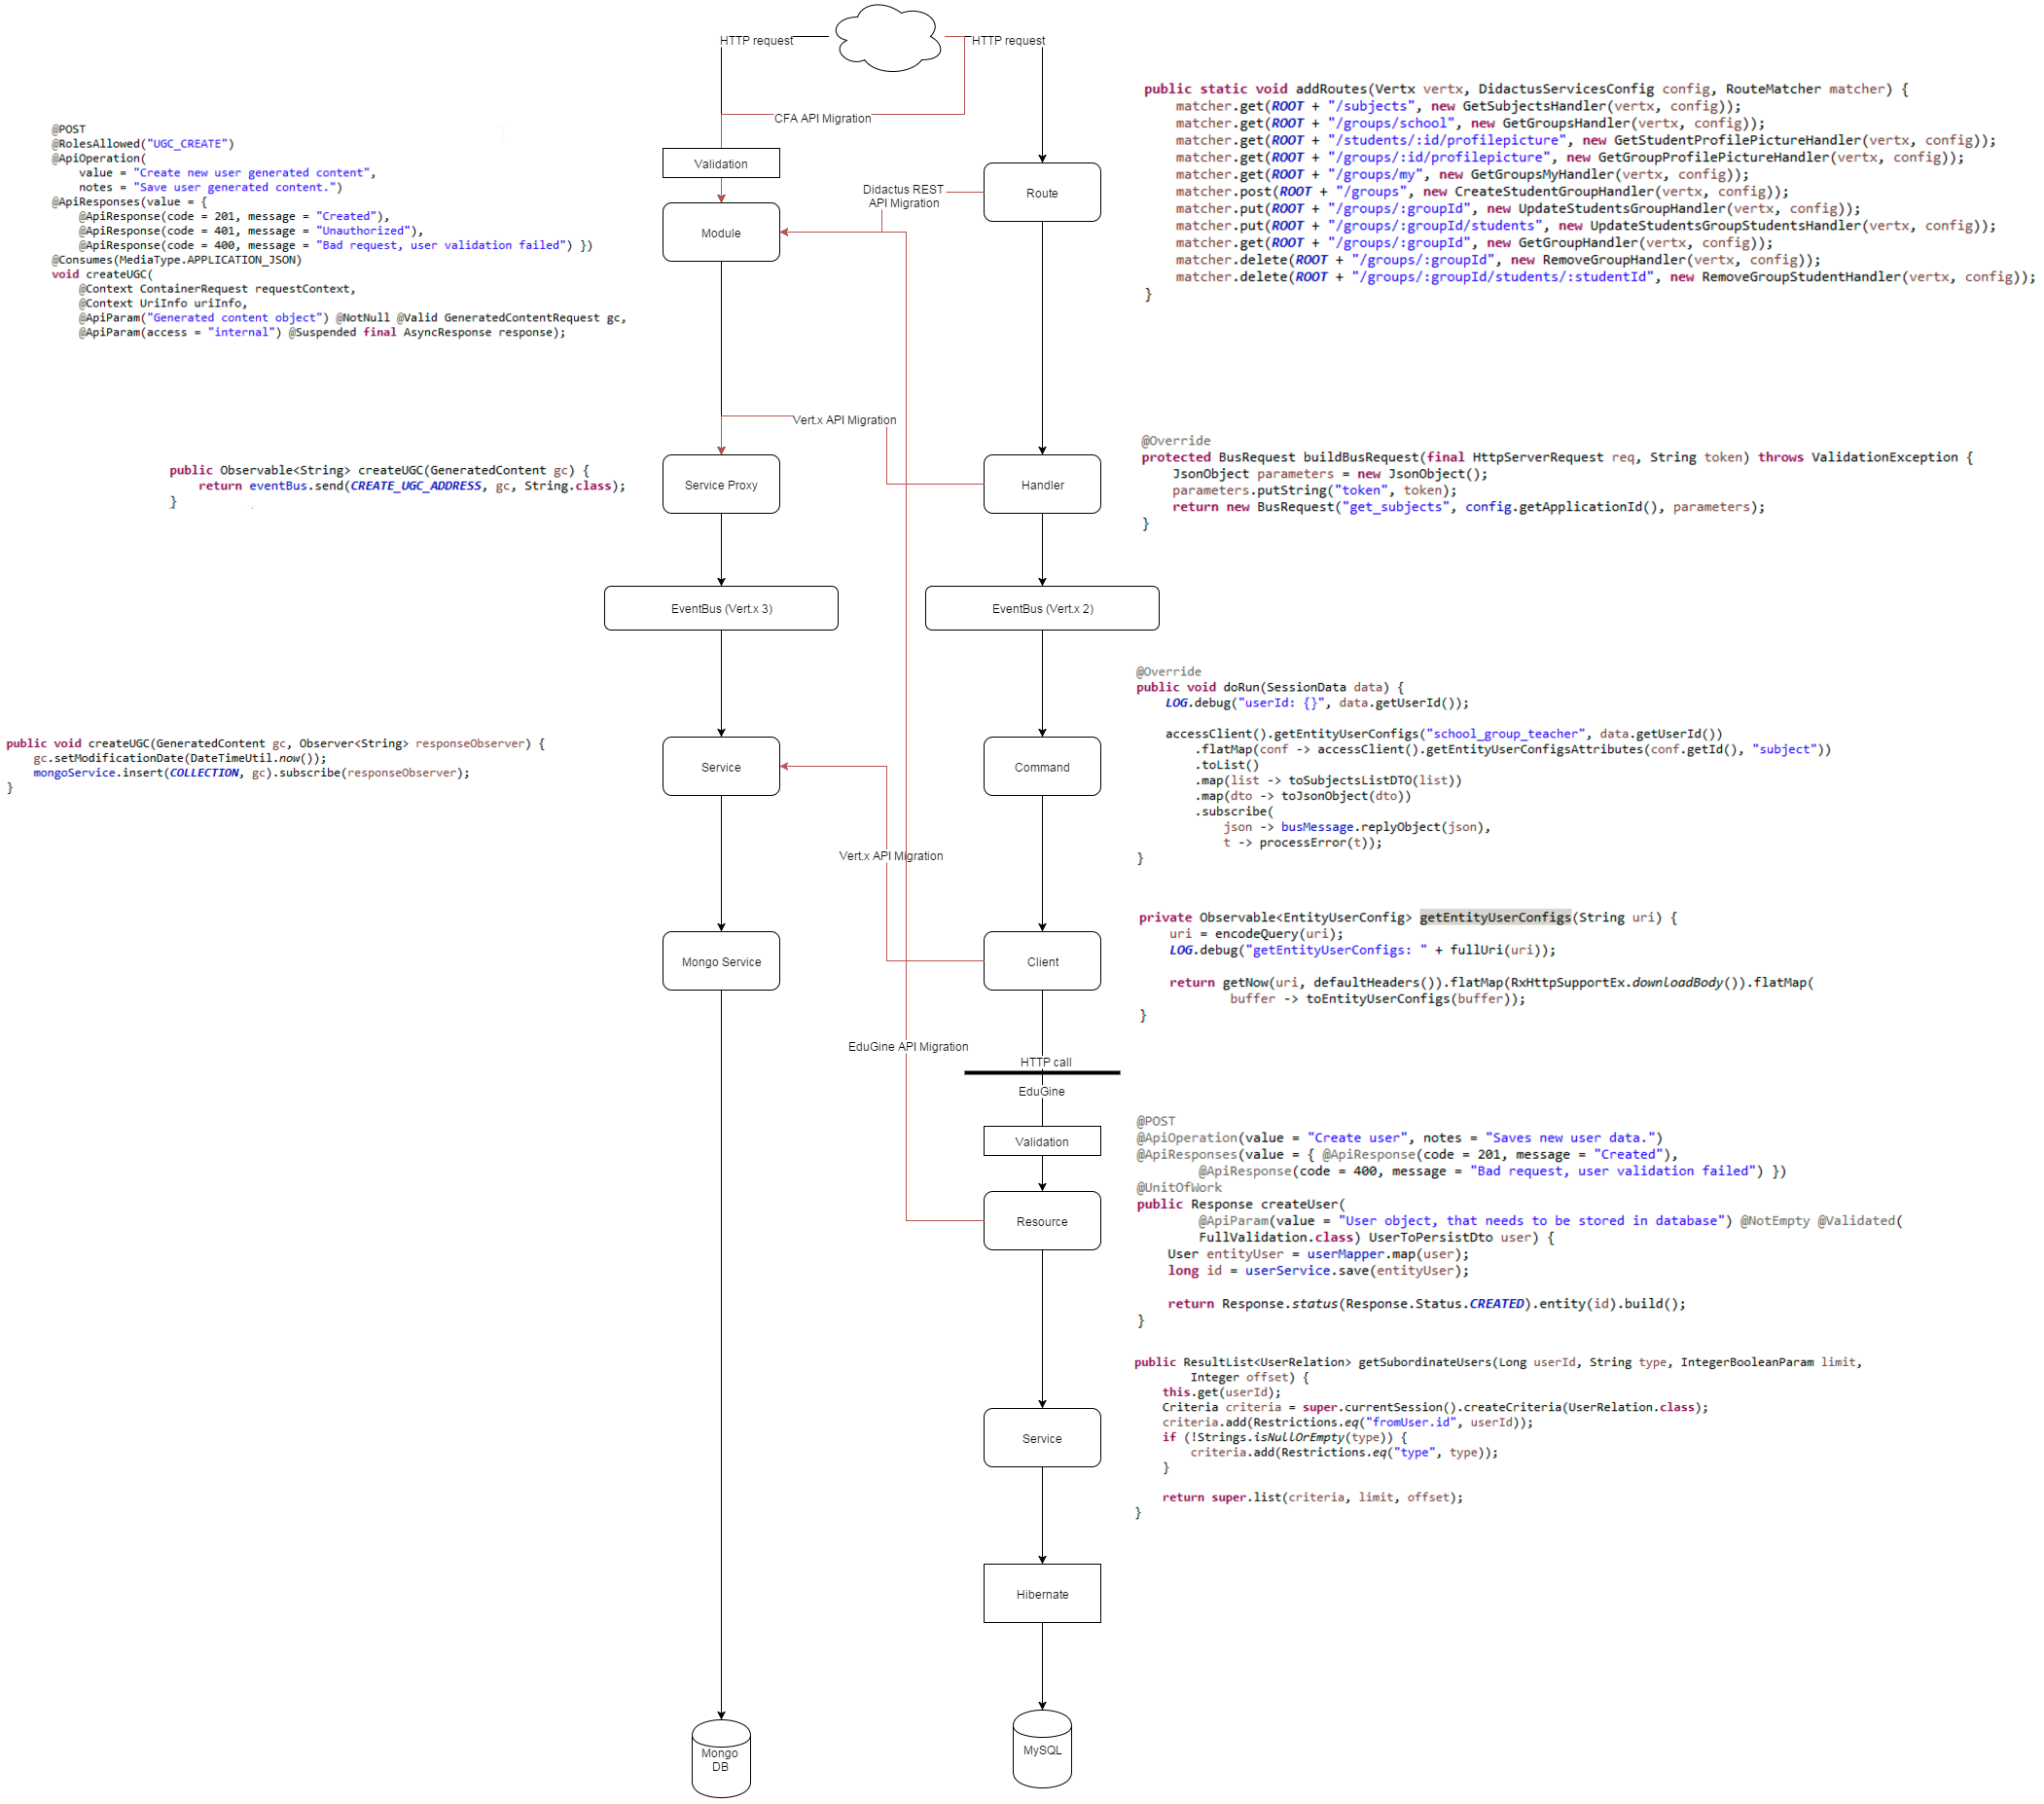 HTTP request
HTTP request
CFA API Migration
Validation
Module
Didactus REST
API Migration
Route
@POST
@RolesAllowed("UGC_CREATE")
@ApiOperation(
value = "Create new user generated content",
notes = "Save user generated content.")
@ApiResponses(value = {
@ApiResponse(code = 201, message = "Created"),
@ApiResponse(code = 401, message = "Unauthorized"),
@ApiResponse(code = 400, message = "Bad request, user validation failed") })
@Consumes(MediaType.APPLICATION_JSON)
void createUGC(
@Context ContainerRequest requestContext,
@Context UriInfo uriInfo,
@ApiParam("Generated content object") @NotNull @Valid GeneratedContentRequest gc,
@ApiParam(access = "internal") @Suspended final AsyncResponse response);
public static void addRoutes(Vertx vertx, DidactusServicesConfig config, RouteMatcher matcher) {
matcher.get(ROOT + "/subjects", new GetSubjectsHandler(vertx, config));
matcher.get(ROOT + "/groups/school", new GetGroupsHandler(vertx, config));
matcher.get(ROOT + "/students/:id/profilepicture", new GetStudentProfilePictureHandler(vertx, config));
matcher.get(ROOT + "/groups/:id/profilepicture", new GetGroupProfilePictureHandler(vertx, config));
matcher.get(ROOT + "/groups/my", new GetGroupsMyHandler(vertx, config));
matcher.post(ROOT + "/groups", new CreateStudentGroupHandler(vertx, config));
matcher.put(ROOT + "/groups/:groupId", new UpdateStudentsGroupHandler(vertx, config));
matcher.put(ROOT + "/groups/:groupId/students", new UpdateStudentsGroupStudentsHandler(vertx, config));
matcher.get(ROOT + "/groups/:groupId", new GetGroupHandler(vertx, config));
matcher.delete(ROOT + "/groups/:groupId", new RemoveGroupHandler(vertx, config));
matcher.delete(ROOT + "/groups/:groupId/students/:studentId", new RemoveGroupStudentHandler(vertx, config));
}
Vert.x API Migration
public Observable<String> createUGC(GeneratedContent gc) {
return eventBus.send(CREATE_UGC_ADDRESS, gc, String.class);
}
Service Proxy
Handler
@Override
protected BusRequest buildBusRequest(final HttpServerRequest req, String token) throws ValidationException {
JsonObject parameters = new JsonObject();
parameters.putString("token", token);
return new BusRequest("get_subjects", config.getApplicationId(), parameters);
}
EventBus (Vert.x 3)
EventBus (Vert.x 2)
public void createUGC(GeneratedContent gc, Observer<String> responseObserver) {
gc.setModificationDate(DateTimeUtil.now());
mongoService.insert(COLLECTION, gc).subscribe(responseObserver);
}
Service
Command
@Override
public void doRun(SessionData data) {
LOG.debug("userId: {}", data.getUserId());
accessClient().getEntityUserConfigs("school_group_teacher", data.getUserId())
.flatMap(conf -> accessClient().getEntityUserConfigsAttributes(conf.getId(), "subject"))
.toList()
.map(list -> toSubjectsListDTO(list))
.map(dto -> toJsonObject(dto))
.subscribe(
json -> busMessage.replyObject(json),
t -> processError(t));
}
Vert.x API Migration
Mongo Service
Client
private Observable<EntityUserConfig> getEntityUserConfigs(String uri) {
uri = encodeQuery(uri);
LOG.debug("getEntityUserConfigs: " + fullUri(uri));
return getNow(uri, defaultHeaders()).flatMap(RxHttpSupportEx.downloadBody()).flatMap(
buffer -> toEntityUserConfigs(buffer));
}
EduGine API Migration
HTTP call
EduGine
Validation
Resource
@POST
@ApiOperation(value = "Create user", notes = "Saves new user data.")
@ApiResponses(value = { @ApiResponse(code = 201, message = "Created"),
@ApiResponse(code = 400, message = "Bad request, user validation failed") })
@UnitOfWork
public Response createUser(
@ApiParam(value = "User object, that needs to be stored in database") @NotEmpty @Validated(
FullValidation.class) UserToPersistDto user) {
User entityUser = userMapper.map(user);
long id = userService.save(entityUser);
return Response.status(Response.Status.CREATED).entity(id).build();
}
Service
public ResultList<UserRelation> getSubordinateUsers(Long userId, String type, IntegerBooleanParam limit,
Integer offset) {
this.get(userId);
Criteria criteria = super.currentSession().createCriteria(UserRelation.class);
criteria.add(Restrictions.eq("fromUser.id", userId));
if (!Strings.isNullOrEmpty(type)) {
criteria.add(Restrictions.eq("type", type));
}
return super.list(criteria, limit, offset);
}
Hibernate
Mongo
DB
MySQL